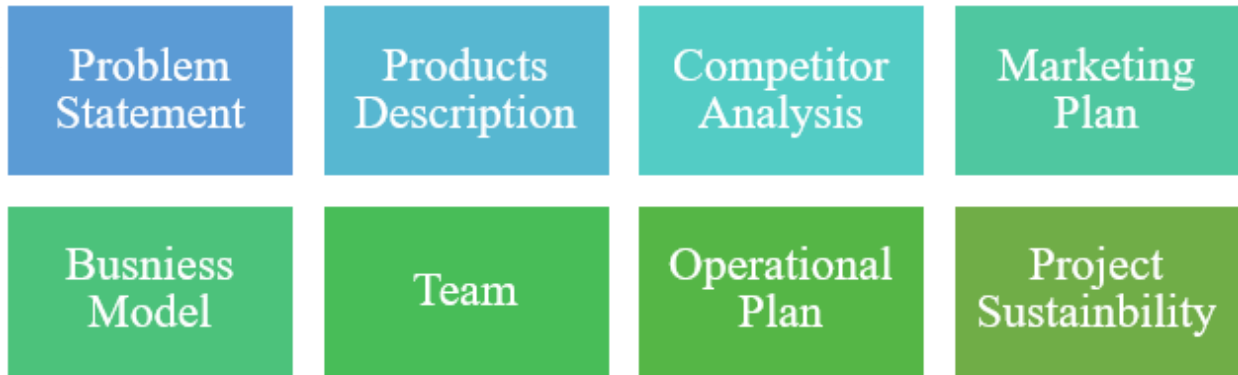 Problem
Statement
Products
Description
Competitor
Analysis
Marketing
Plan
Busniess
Model
Team
Operational
Plan
Project
Sustainbility